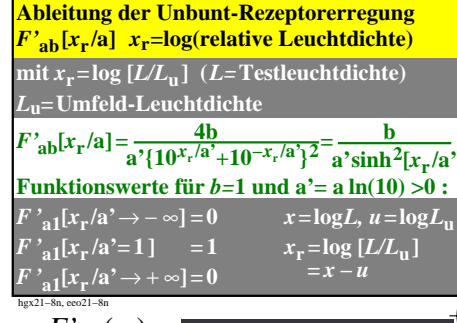 Ableitung der Unbunt-Rezeptorerregung
F’ab[xr/a] xr=log(relative Leuchtdichte)
mit xr=log [L/Lu] (L=Testleuchtdichte)
Lu=Umfeld-Leuchtdichte
F’ab[xr/a]= 4b / a’{10^xr/a’+10^−xr/a’}^2 = b / a’sinh^2[xr/a’
Funktionswerte für b=1 und a’= a ln(10) >0 :
F’a1[xr/a’→− ∞]=0 x=logL, u=logLu
F’a1[xr/a’=1] =1 xr=log [L/Lu]
F’a1[xr/a’→+ ∞]=0 =x−u
hgx21−8n, eeo21−8n